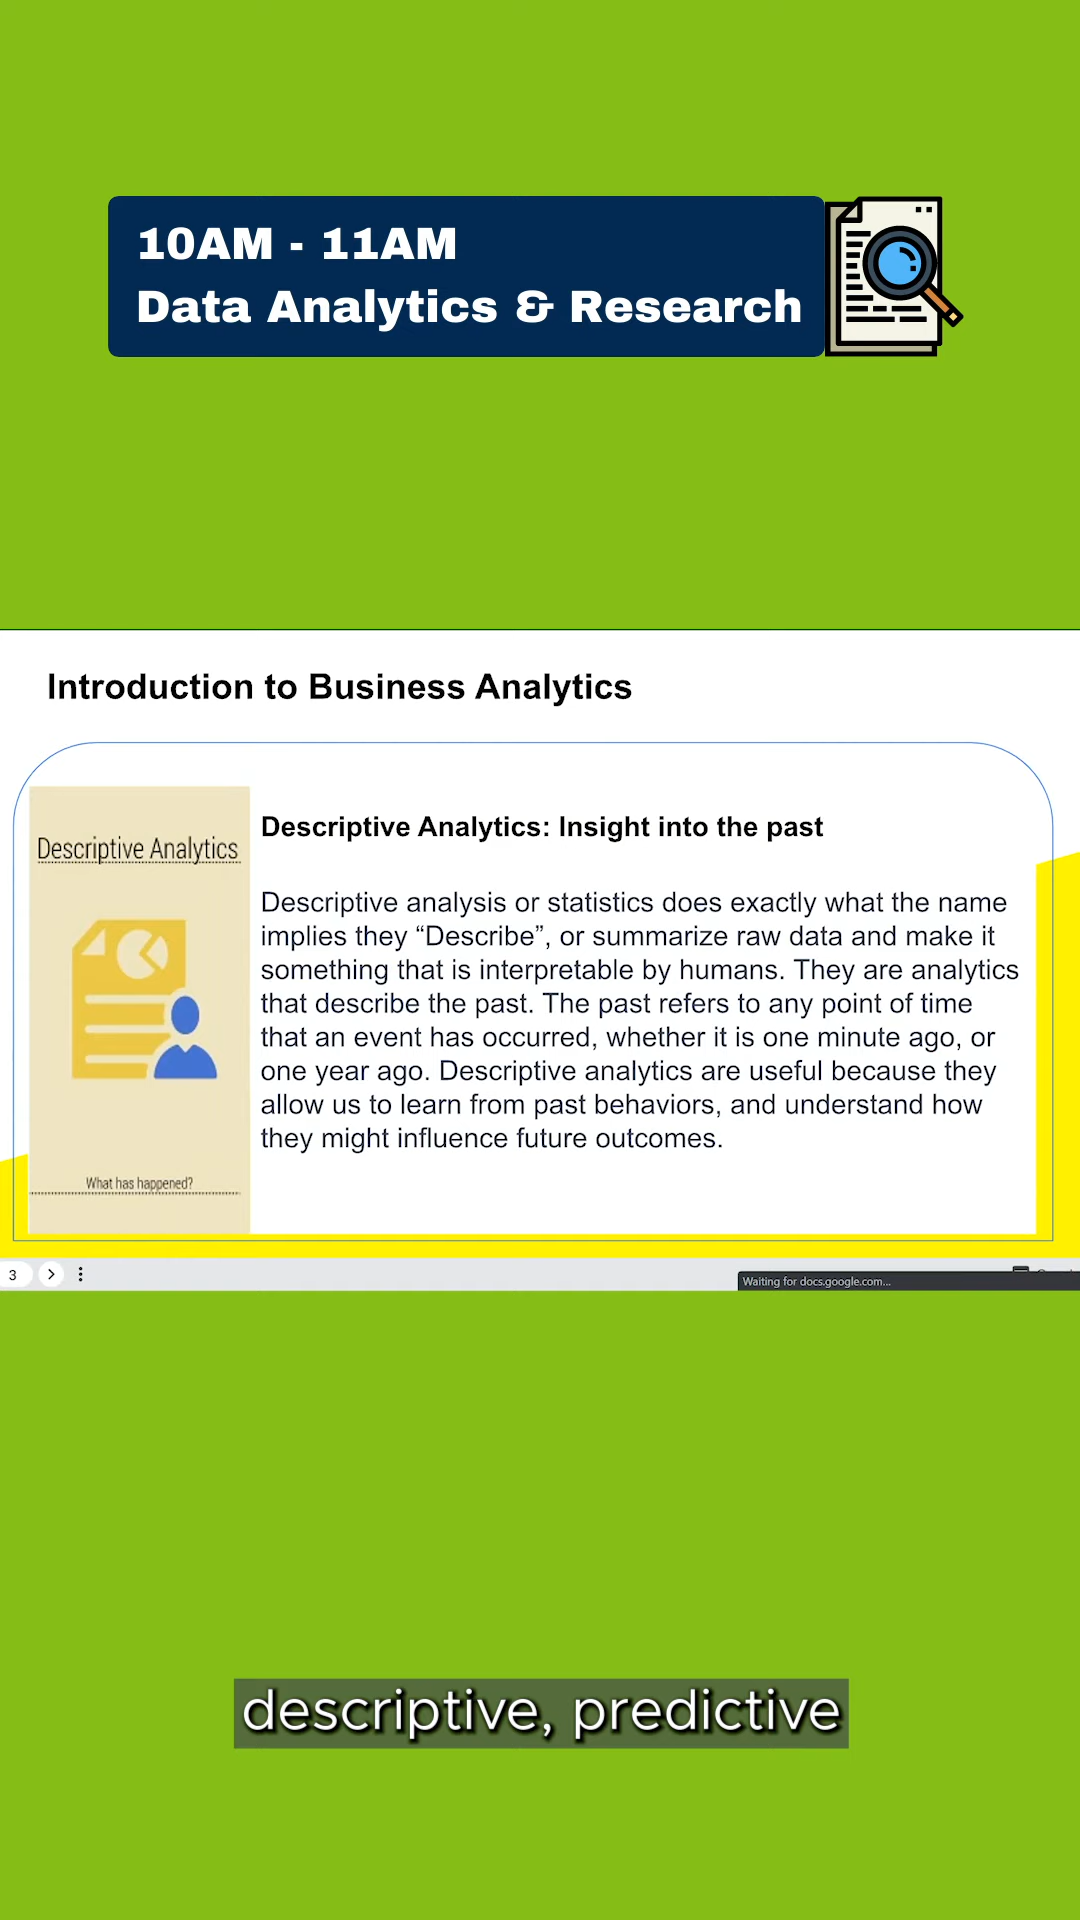 10AM - 11AM
Data Analytics & Research
Introduction to Business Analytics
Descriptive Analytics
What has happened?
Descriptive Analytics: Insight into the past
Descriptive analysis or statistics does exactly what the name
implies they “Describe”, or summarize raw data and make it
something that is interpretable by humans. They are analytics
that describe the past. The past refers to any point of time
that an event has occurred, whether it is one minute ago, or
one year ago. Descriptive analytics are useful because they
allow us to learn from past behaviors, and understand how
they might influence future outcomes.
3
Waiting for docs.google.com...
descriptive, predictive